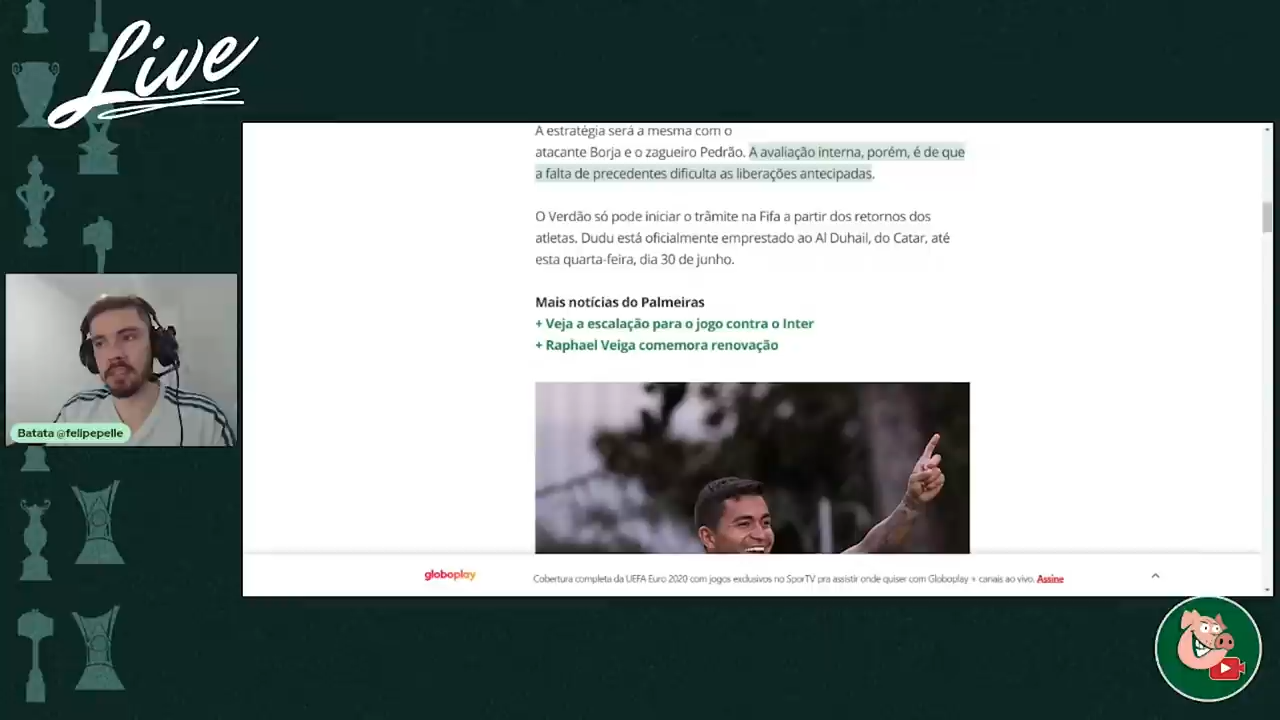 Live
A estratégia será a mesma com o
atacante Borja e o zagueiro Pedrão. A avaliação interna, porém, é de que
a falta de precedentes dificulta as liberações antecipadas.
O Verdão só pode iniciar o trâmite na Fifa a partir dos retornos dos
atletas. Dudu está oficialmente emprestado ao Al Duhail, do Catar, até
esta quarta-feira, dia 30 de junho.
Mais notícias do Palmeiras
+ Veja a escalação para o jogo contra o Inter
+ Raphael Veiga comemora renovação
Batata @felipepelle
globoplay
Cobertura completa da UEFA Euro 2020 com jogos exclusivos no SporTV pra assistir onde quiser com Globoplay + canais ao vivo. Assine